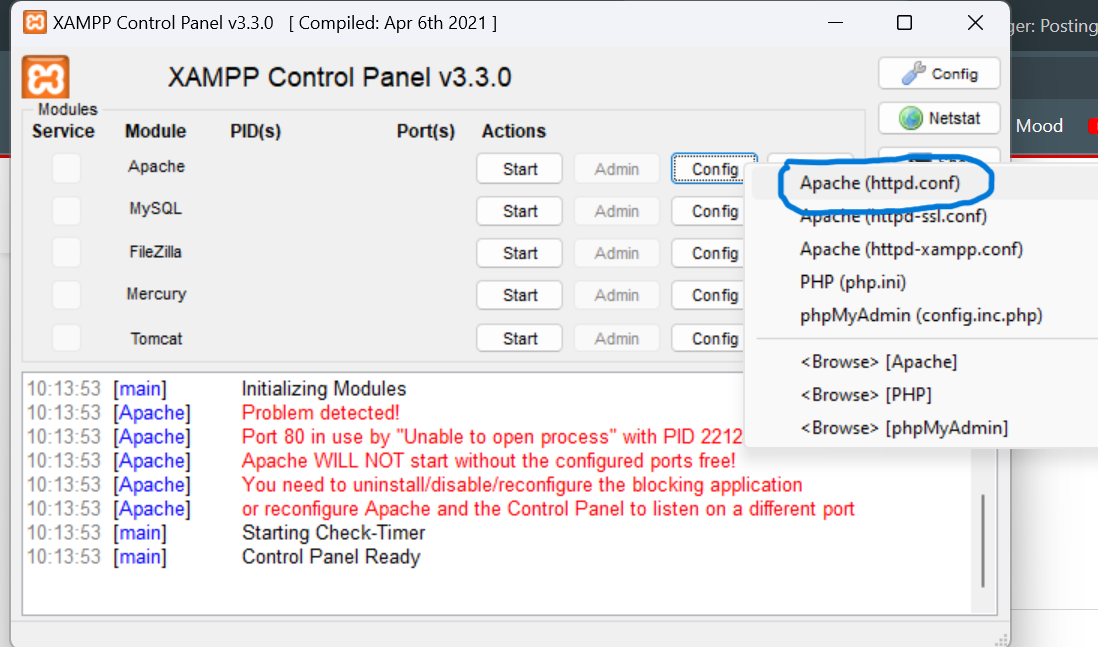 XAMPP Control Panel v3.3.0 [ Compiled: Apr 6th 2021 ]
ger: Posting
XAMPP Control Panel v3.3.0
Config
Modules
Service Module PID(s) Port(s) Actions
Netstat
Mood
Apache Start Admin Config
Apache (httpd.conf)
MySQL Start Admin Config
Apache (httpd-ssl.conf)
FileZilla Start Admin Config
Apache (httpd-xampp.conf)
PHP (php.ini)
Mercury Start Admin Config
phpMyAdmin (config.inc.php)
Tomcat Start Admin Config
<Browse> [Apache]
<Browse> [PHP]
<Browse> [phpMyAdmin]
10:13:53 [main] Initializing Modules
10:13:53 [Apache] Problem detected!
10:13:53 [Apache] Port 80 in use by "Unable to open process" with PID 2212
10:13:53 [Apache] Apache WILL NOT start without the configured ports free!
10:13:53 [Apache] You need to uninstall/disable/reconfigure the blocking application
10:13:53 [Apache] or reconfigure Apache and the Control Panel to listen on a different port
10:13:53 [main] Starting Check-Timer
10:13:53 [main] Control Panel Ready